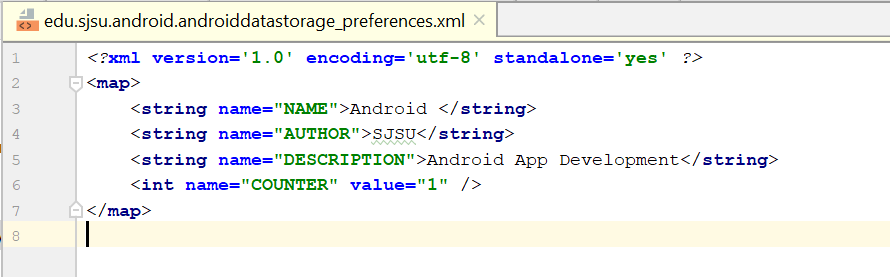 edu.sjsu.android.androiddatastorage_preferences.xml
1 <?xml version='1.0' encoding='utf-8' standalone='yes' ?>
2 <map>
3     <string name="NAME">Android </string>
4     <string name="AUTHOR">SJSU</string>
5     <string name="DESCRIPTION">Android App Development</string>
6     <int name="COUNTER" value="1" />
7 </map>
8